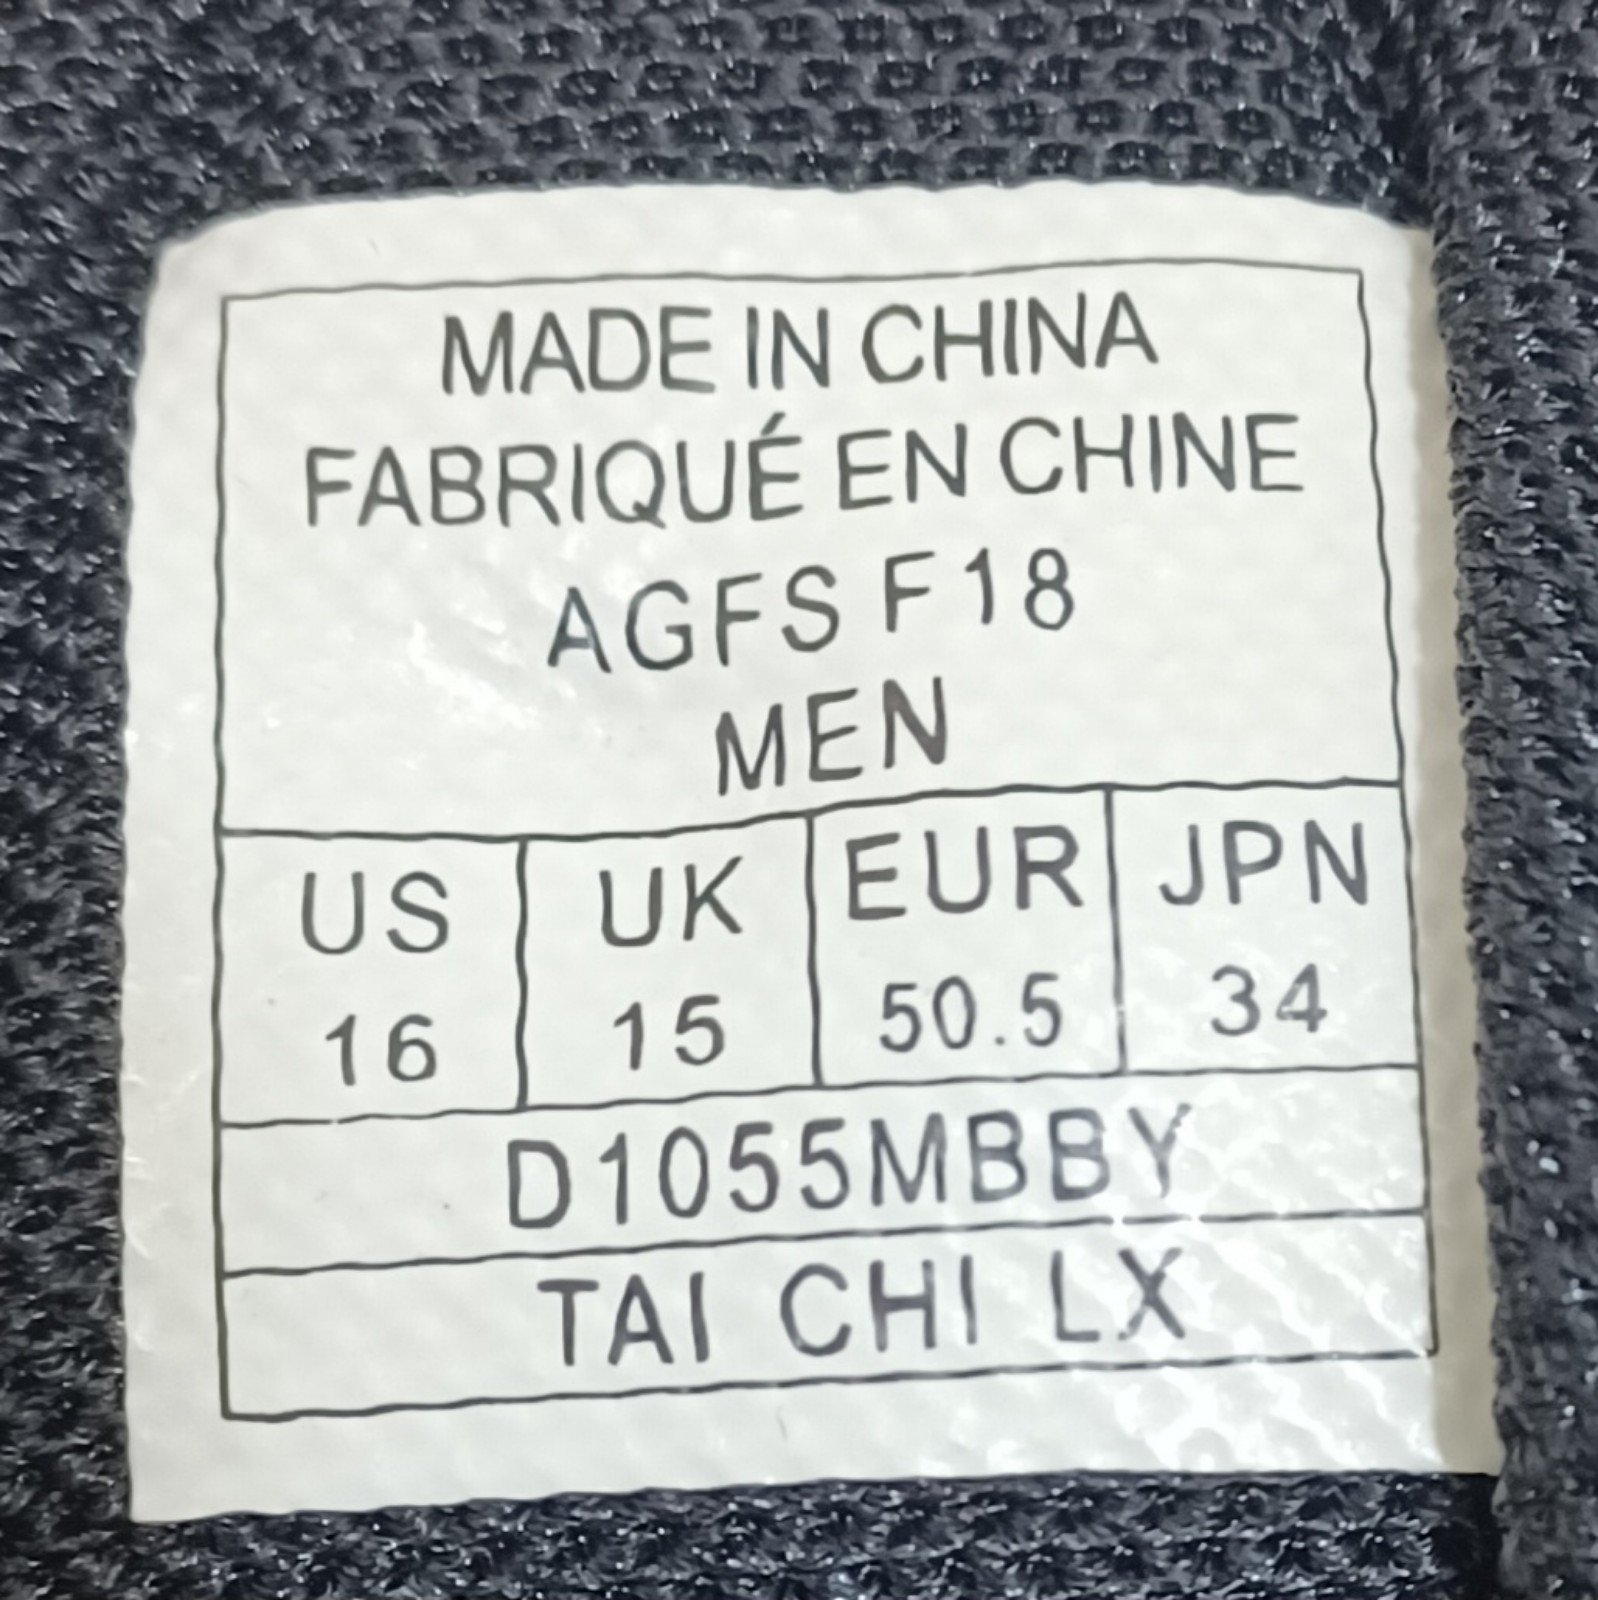 MADE IN CHINA
FABRIQUÉ EN CHINE
AGFS F18
MEN
US UK EUR JPN
16 15 50.5 34
D1055MBBY
TAI CHI LX